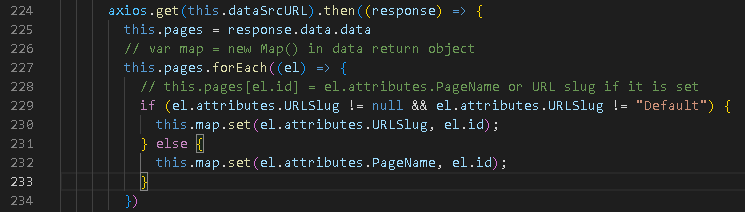 224 axios.get(this.dataSrcURL).then((response) => {
225 this.pages = response.data.data
226 // var map = new Map() in data return object
227 this.pages.forEach((el) => {
228 // this.pages[el.id] = el.attributes.PageName or URL slug if it is set
229 if (el.attributes.URLSlug != null && el.attributes.URLSlug != "Default") {
230 this.map.set(el.attributes.URLSlug, el.id);
231 } else {
232 this.map.set(el.attributes.PageName, el.id);
233 }
234 })